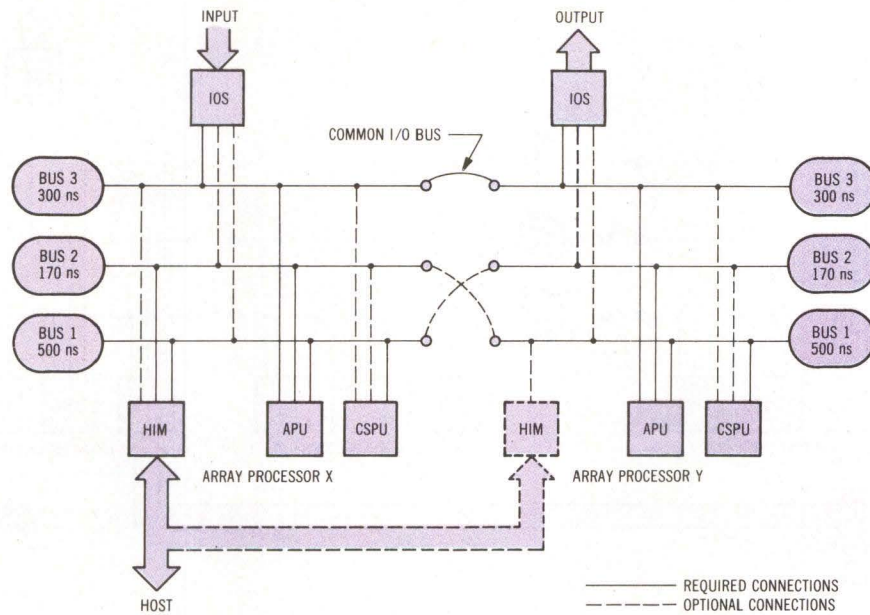 INPUT
OUTPUT
IOS
IOS
COMMON I/O BUS
BUS 3
300 ns
BUS 3
300 ns
BUS 2
170 ns
BUS 2
170 ns
BUS 1
500 ns
BUS 1
500 ns
HIM
APU
CSPU
HIM
APU
CSPU
ARRAY PROCESSOR X
ARRAY PROCESSOR Y
HOST
REQUIRED CONNECTIONS
OPTIONAL CONNECTIONS